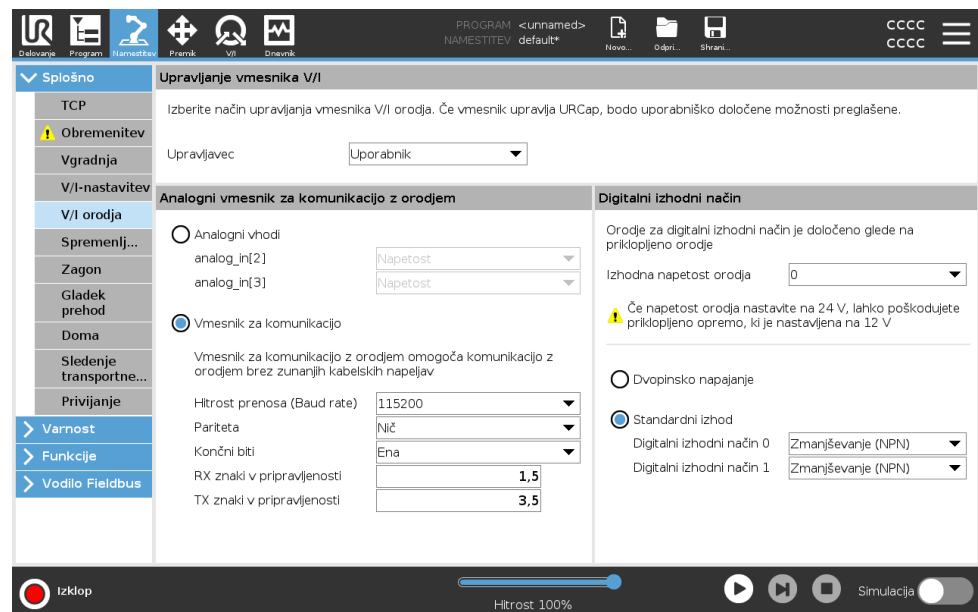 PROGRAM <unnamed>
NAMESTITEV default*
CCCC
CCCC
Delovanje
Program
Namestitev
Premik
V/I
Dnevnik
Novo...
Odpri...
Shrani...
Splošno
TCP
Obremenitev
Vgradnja
V/I-nastavitev
V/I orodja
Spremenlj...
Zagon
Gladek
prehod
Doma
Sledenje
transportne...
Privijanje
Varnost
Funkcije
Vodilo Fieldbus
Upravljanje vmesnika V/I
Izberite način upravljanja vmesnika V/I orodja. Če vmesnik upravlja URCap, bodo uporabniško določene možnosti preglašene.
Upravljavec Uporabnik
Analogni vmesnik za komunikacijo z orodjem
Analogni vhodi
analog_in[2] Napetost
analog_in[3] Napetost
Vmesnik za komunikacijo
Vmesnik za komunikacijo z orodjem omogoča komunikacijo z
orodjem brez zunanjih kabelskih napeljav
Hitrost prenosa (Baud rate) 115200
Pariteta Nič
Končni biti Ena
RX znaki v pripravljenosti 1,5
TX znaki v pripravljenosti 3,5
Digitalni izhodni način
Orodje za digitalni izhodni način je določeno glede na
priklopljeno orodje
Izhodna napetost orodja 0
Če napetost orodja nastavite na 24 V, lahko poškodujete
priklopljeno opremo, ki je nastavljena na 12 V
Dvopinsko napajanje
Standardni izhod
Digitalni izhodni način 0 Zmanjševanje (NPN)
Digitalni izhodni način 1 Zmanjševanje (NPN)
Izklop
Hitrost 100%
Simulacija